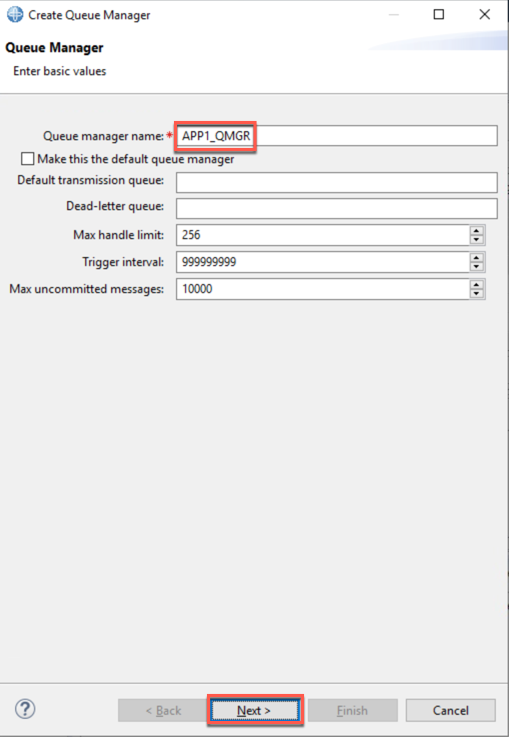 Create Queue Manager
Queue Manager
Enter basic values
Queue manager name:* APP1_QMGR
Make this the default queue manager
Default transmission queue:
Dead-letter queue:
Max handle limit: 256
Trigger interval: 999999999
Max uncommitted messages: 10000
? < Back Next > Finish Cancel